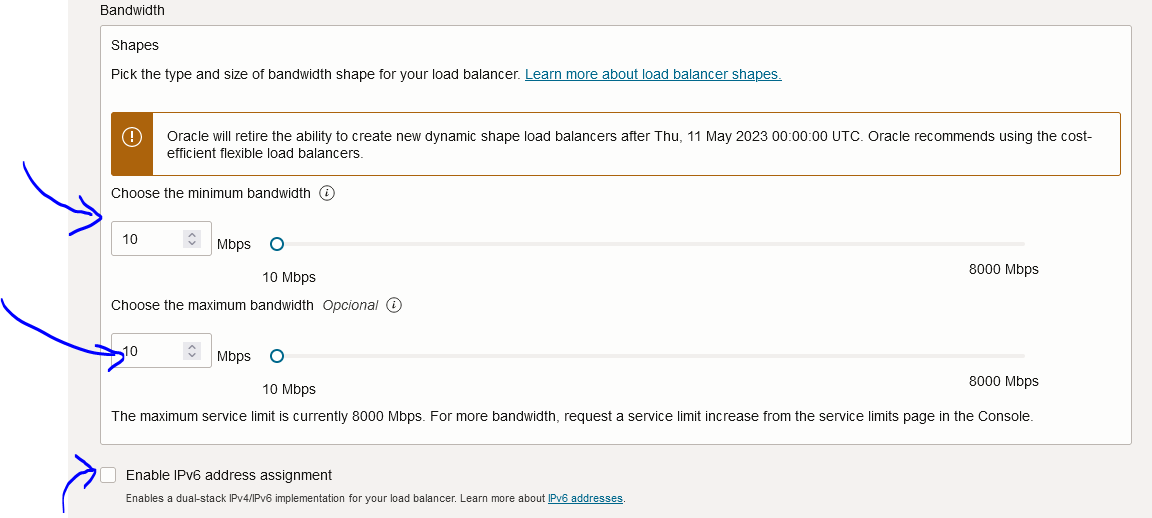 Bandwidth
Shapes
Pick the type and size of bandwidth shape for your load balancer. Learn more about load balancer shapes.
Oracle will retire the ability to create new dynamic shape load balancers after Thu, 11 May 2023 00:00:00 UTC. Oracle recommends using the cost-
efficient flexible load balancers.
Choose the minimum bandwidth i
10 Mbps
10 Mbps 8000 Mbps
Choose the maximum bandwidth Opcional i
10 Mbps
10 Mbps 8000 Mbps
The maximum service limit is currently 8000 Mbps. For more bandwidth, request a service limit increase from the service limits page in the Console.
Enable IPv6 address assignment
Enables a dual-stack IPv4/IPv6 implementation for your load balancer. Learn more about IPv6 addresses.